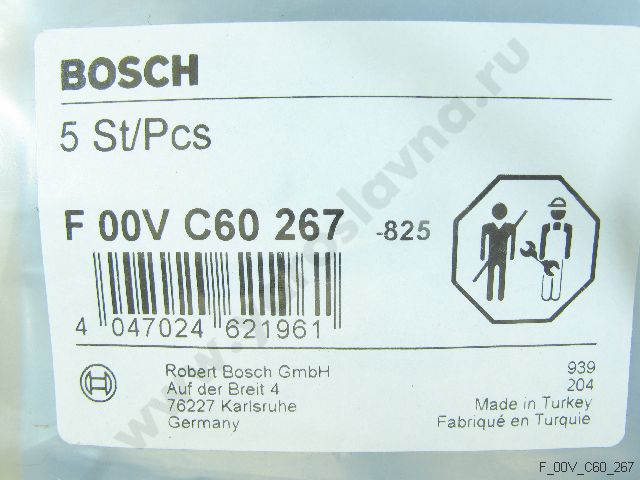 BOSCH
5 St/Pcs
F 00V C60 267 -825
4 047024 621961
Robert Bosch GmbH
Auf der Breit 4
76227 Karlsruhe
Germany
939
204
Made in Turkey
Fabriqué en Turquie
F_00V_C60_267